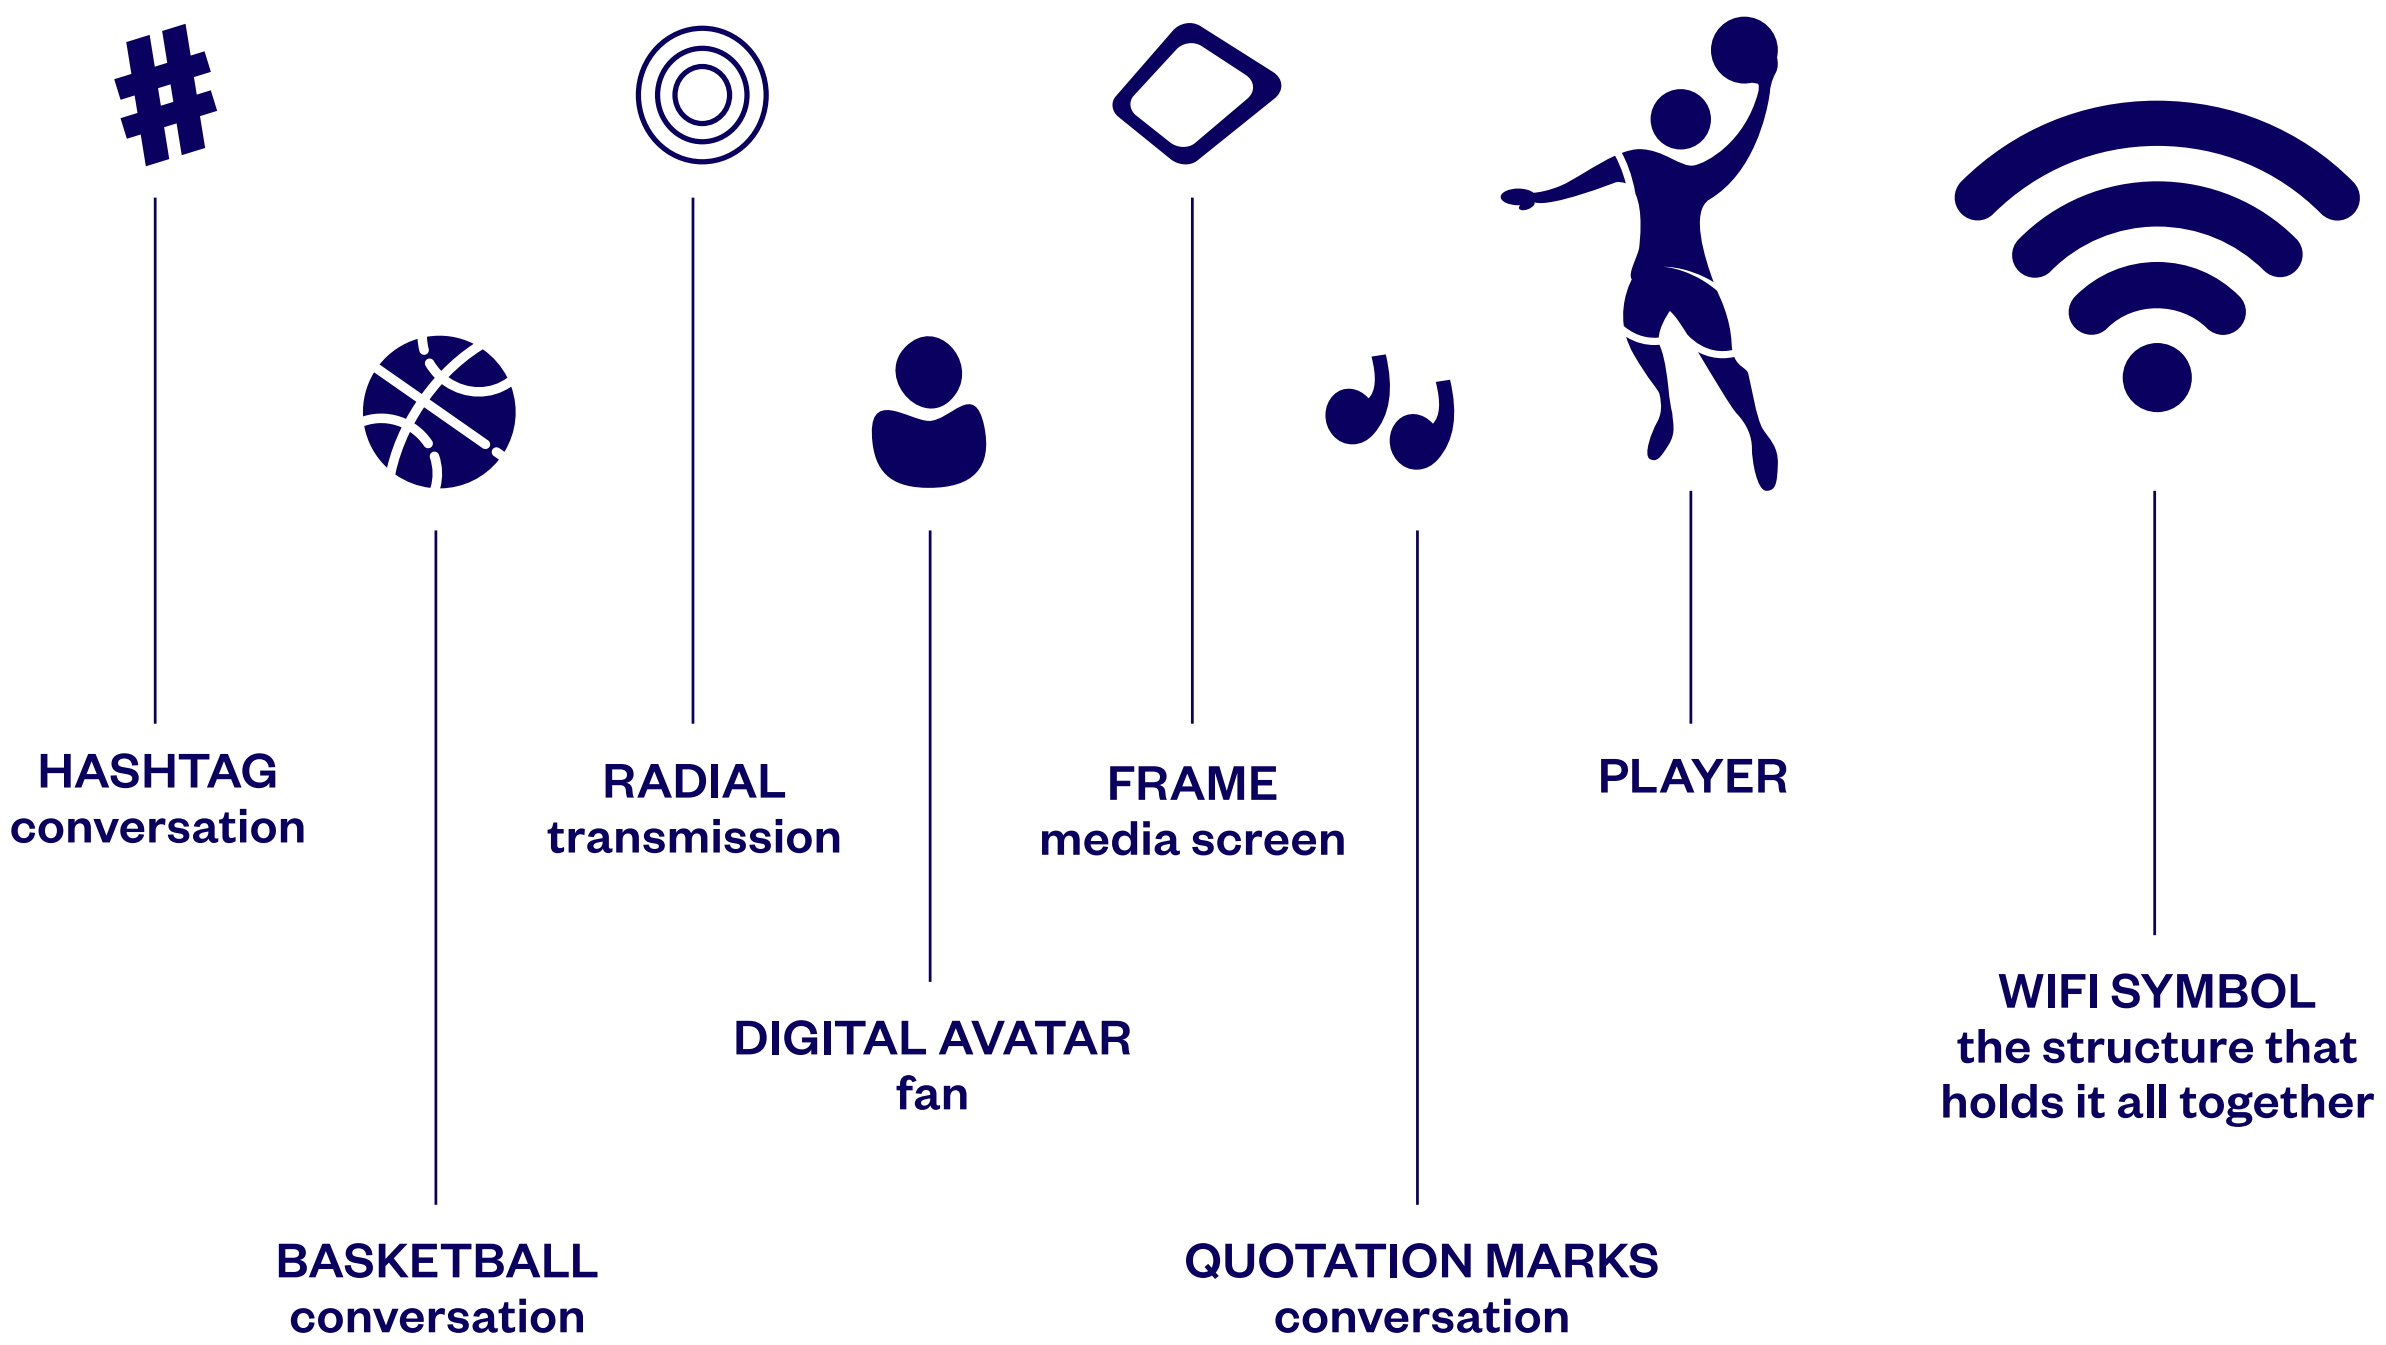 HASHTAG
conversation
BASKETBALL
conversation
RADIAL
transmission
DIGITAL AVATAR
fan
FRAME
media screen
QUOTATION MARKS
conversation
PLAYER
WIFI SYMBOL
the structure that
holds it all together